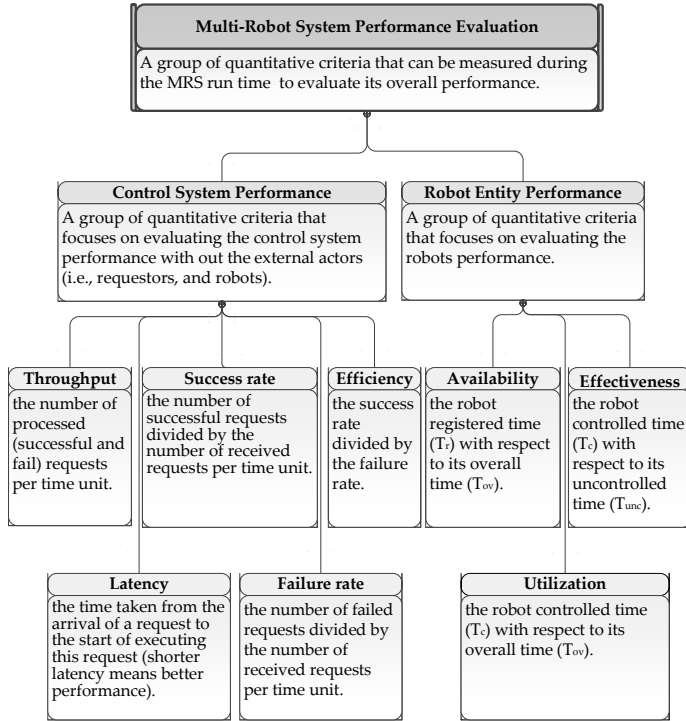 Multi-Robot System Performance Evaluation
A group of quantitative criteria that can be measured during
the MRS run time to evaluate its overall performance.
Control System Performance
A group of quantitative criteria that
focuses on evaluating the control system
performance with out the external actors
(i.e., requestors, and robots).
Robot Entity Performance
A group of quantitative criteria
that focuses on evaluating the
robots performance.
Throughput
the number of
processed
(successful and
fail) requests
per time unit.
Success rate
the number of
successful requests
divided by the
number of received
requests per time unit.
Efficiency
the success
rate
divided by
the failure
rate.
Availability
the robot
registered time
(Tr) with respect
to its overall
time (Tov).
Effectiveness
the robot
controlled time
(Tc) with
respect to its
uncontrolled
time (Tunc).
Latency
the time taken from the
arrival of a request to
the start of executing
this request (shorter
latency means better
performance).
Failure rate
the number of failed
requests divided by
the number of
received requests
per time unit.
Utilization
the robot controlled time
(Tc) with respect to its
overall time (Tov).